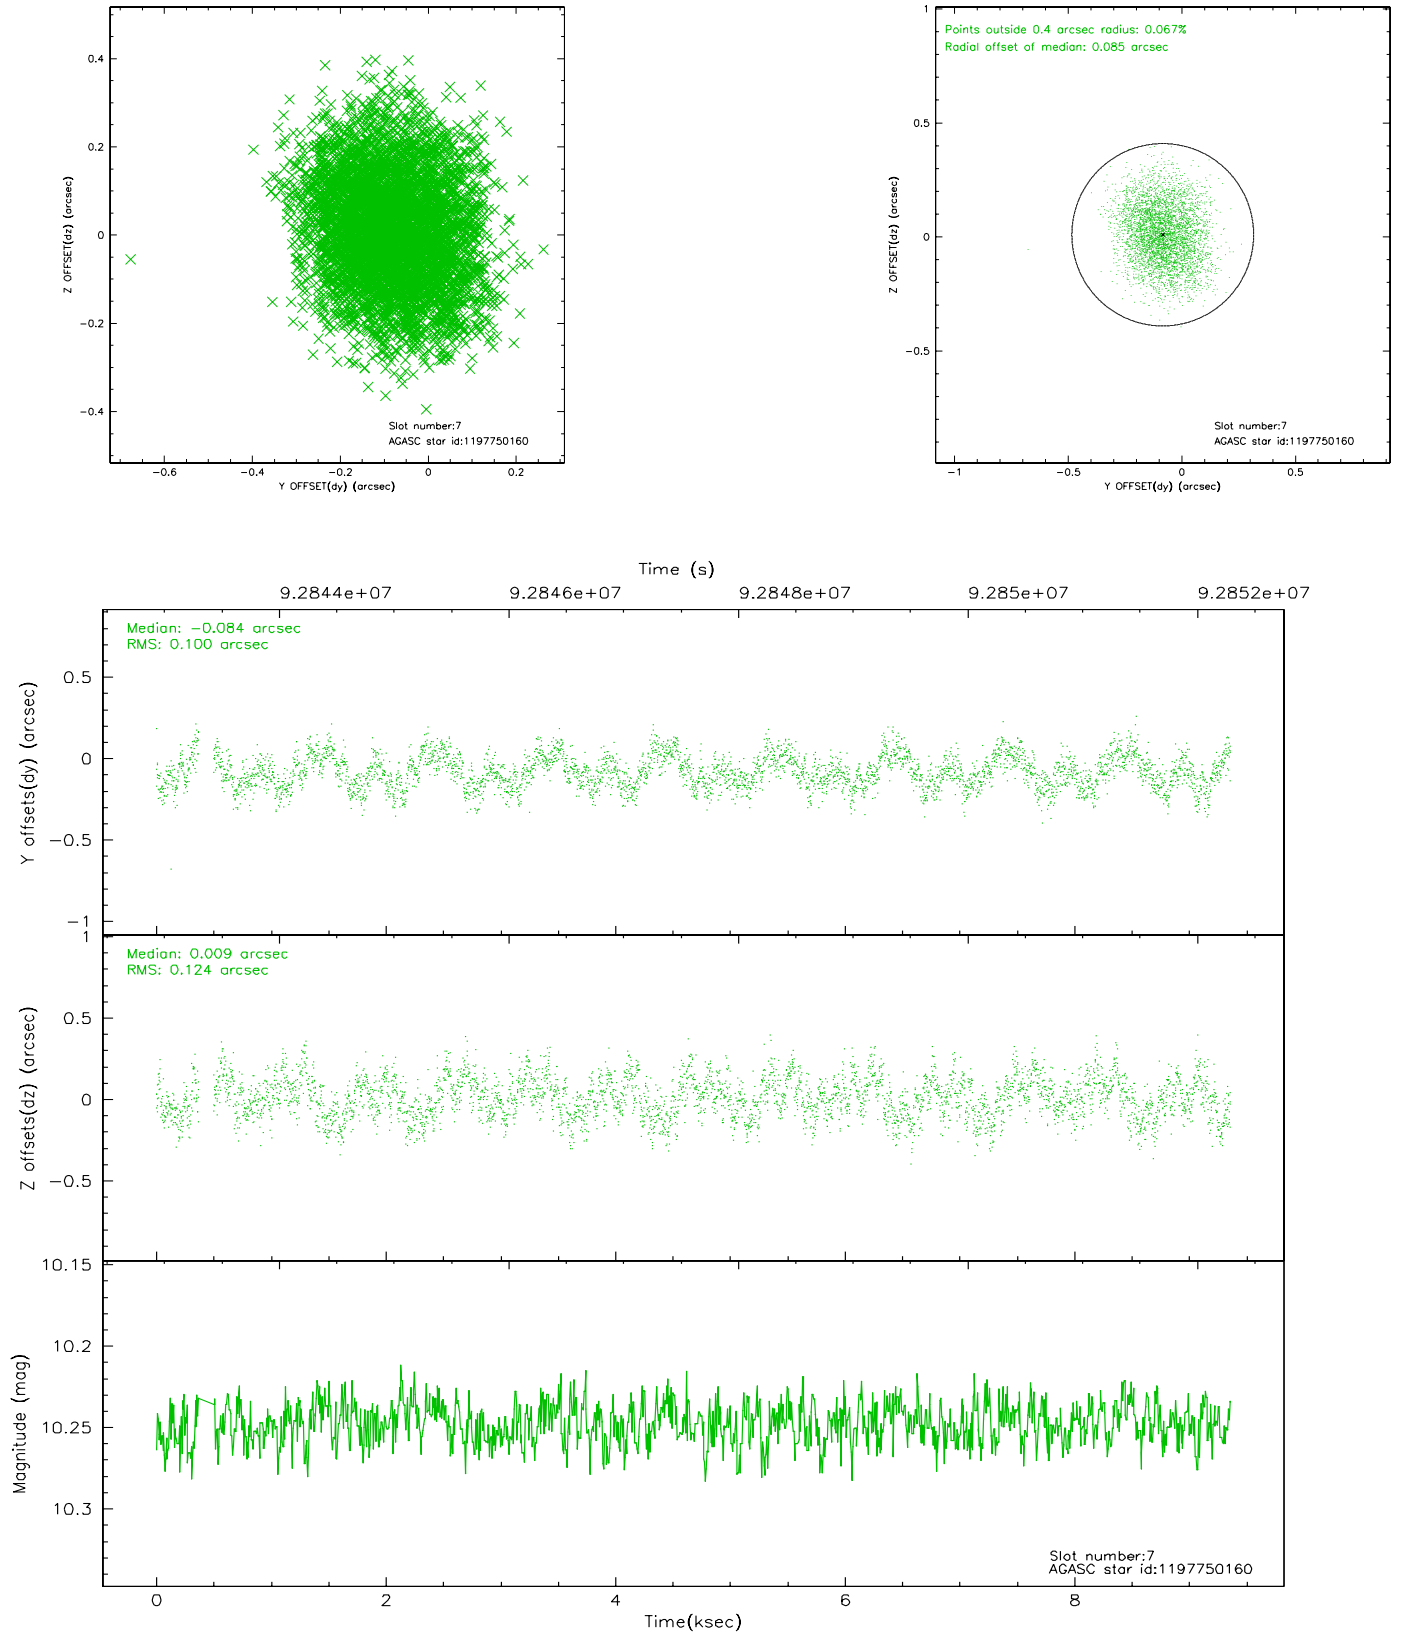 0.4
0.2
0
-0.2
-0.4
Z OFFSET(dz) (arcsec)
-0.6
-0.4
-0.2
0
0.2
Y OFFSET(dy) (arcsec)
Slot number:7
AGASC star id:1197750160
Points outside 0.4 arcsec radius: 0.067%
Radial offset of median: 0.085 arcsec
1
0.5
0
-0.5
Z OFFSET(dz) (arcsec)
-1
-0.5
0
0.5
Y OFFSET(dy) (arcsec)
Slot number:7
AGASC star id:1197750160
Time (s)
9.2844e+07
9.2846e+07
9.2848e+07
9.285e+07
9.2852e+07
Median: -0.084 arcsec
RMS: 0.100 arcsec
0.5
0
-0.5
-1
Y offsets(dy) (arcsec)
Median: 0.009 arcsec
RMS: 0.124 arcsec
1
0.5
0
-0.5
Z offsets(dz) (arcsec)
10.15
10.2
10.25
10.3
Magnitude (mag)
Slot number:7
AGASC star id:1197750160
0
2
4
6
8
Time(ksec)